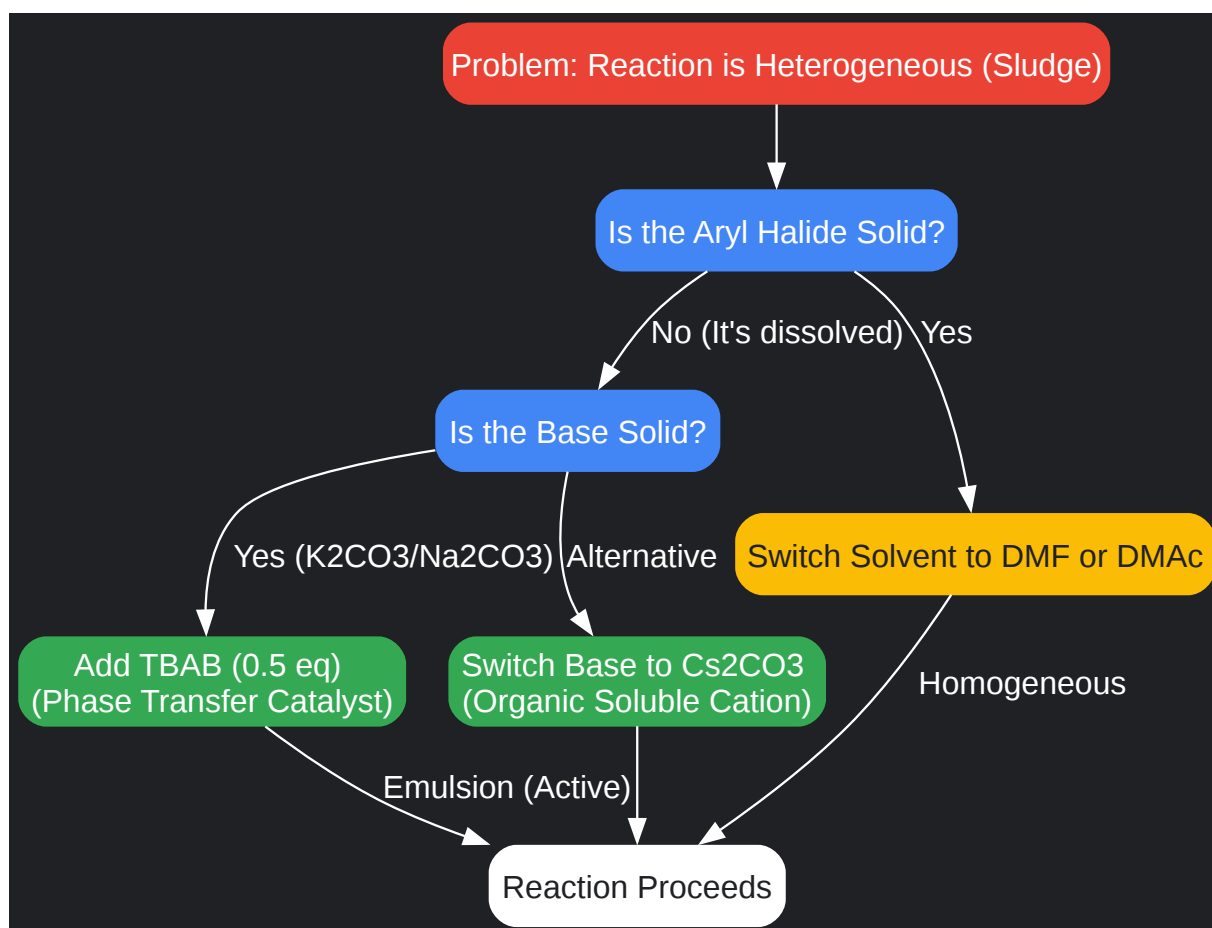 Problem: Reaction is Heterogeneous (Sludge)
Is the Aryl Halide Solid?
No (It's dissolved)
Yes
Is the Base Solid?
Yes (K2CO3/Na2CO3)
Alternative
Switch Solvent to DMF or DMAc
Add TBAB (0.5 eq)
(Phase Transfer Catalyst)
Switch Base to Cs2CO3
(Organic Soluble Cation)
Homogeneous
Emulsion (Active)
Reaction Proceeds